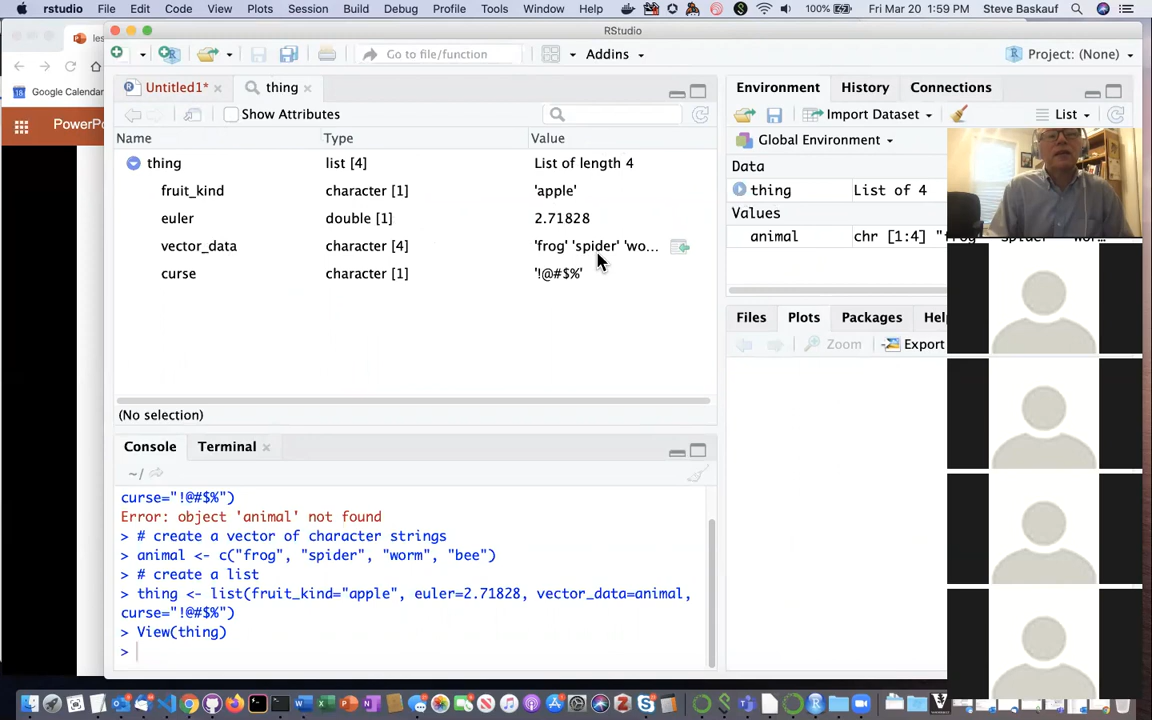 rstudio File Edit Code View Plots Session Build Debug Profile Tools Window Help 100% Fri Mar 20 1:59 PM Steve Baskauf
RStudio
Go to file/function Addins Project: (None)
Google Calendar
PowerPo
Untitled1* thing
Show Attributes
Name Type Value
thing list [4] List of length 4
fruit_kind character [1] 'apple'
euler double [1] 2.71828
vector_data character [4] 'frog' 'spider' 'wo...
curse character [1] '!@#$%'
(No selection)
Console Terminal
~/
curse="!@#$%")
Error: object 'animal' not found
> # create a vector of character strings
> animal <- c("frog", "spider", "worm", "bee")
> # create a list
> thing <- list(fruit_kind="apple", euler=2.71828, vector_data=animal,
curse="!@#$%")
> View(thing)
>
Environment History Connections
Import Dataset List
Global Environment
Data
thing List of 4
Values
animal chr [1:4] "frog" "spider" "wo…
Files Plots Packages Help
Zoom Export